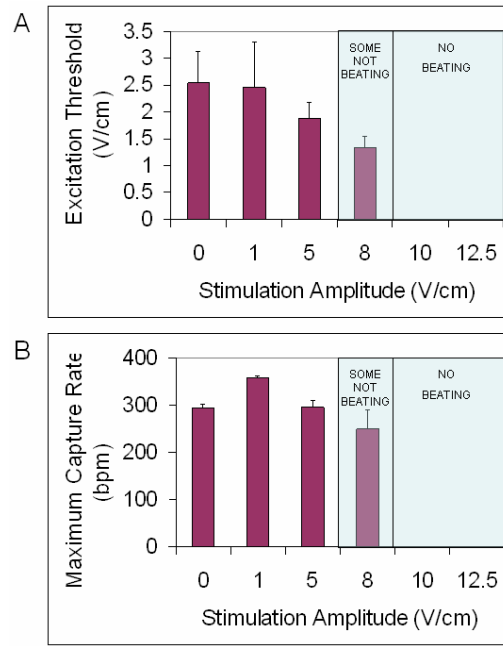 A
Excitation Threshold
(V/cm)
3.5
3
2.5
2
1.5
1
0.5
0
SOME
NOT
BEATING
NO
BEATING
0 1 5 8 10 12.5
Stimulation Amplitude (V/cm)
B
Maximum Capture Rate
(bpm)
400
300
200
100
0
SOME
NOT
BEATING
NO
BEATING
0 1 5 8 10 12.5
Stimulation Amplitude (V/cm)